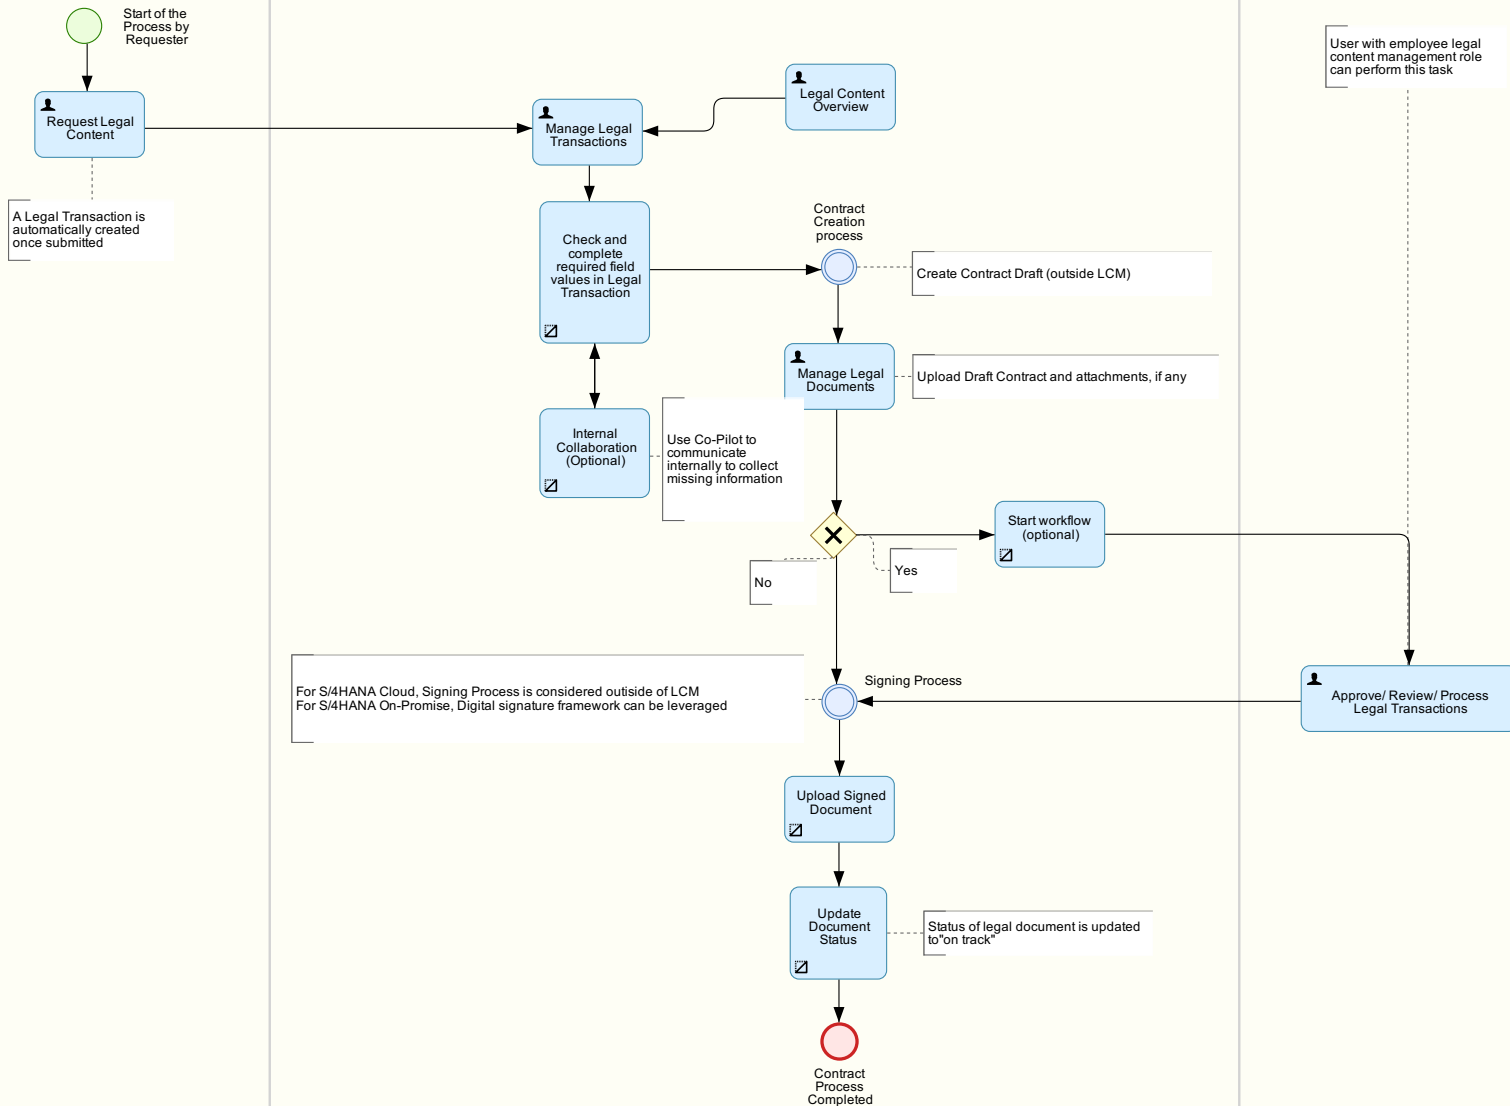 Start of the
Process by
Requester
Request Legal
Content
A Legal Transaction is
automatically created
once submitted
Manage Legal
Transactions
Legal Content
Overview
User with employee legal
content management role
can perform this task
Check and
complete
required field
values in Legal
Transaction
Contract
Creation
process
Create Contract Draft (outside LCM)
Manage Legal
Documents
Upload Draft Contract and attachments, if any
Internal
Collaboration
(Optional)
Use Co-Pilot to
communicate
internally to collect
missing information
Start workflow
(optional)
No
Yes
For S/4HANA Cloud, Signing Process is considered outiside of LCM
For S/4HANA On-Promise, Digital signature framework can be leveraged
Signing Process
Approve/ Review/ Process
Legal Transactions
Upload Signed
Document
Update
Document
Status
Status of legal document is updated
to"on track"
Contract
Process
Completed